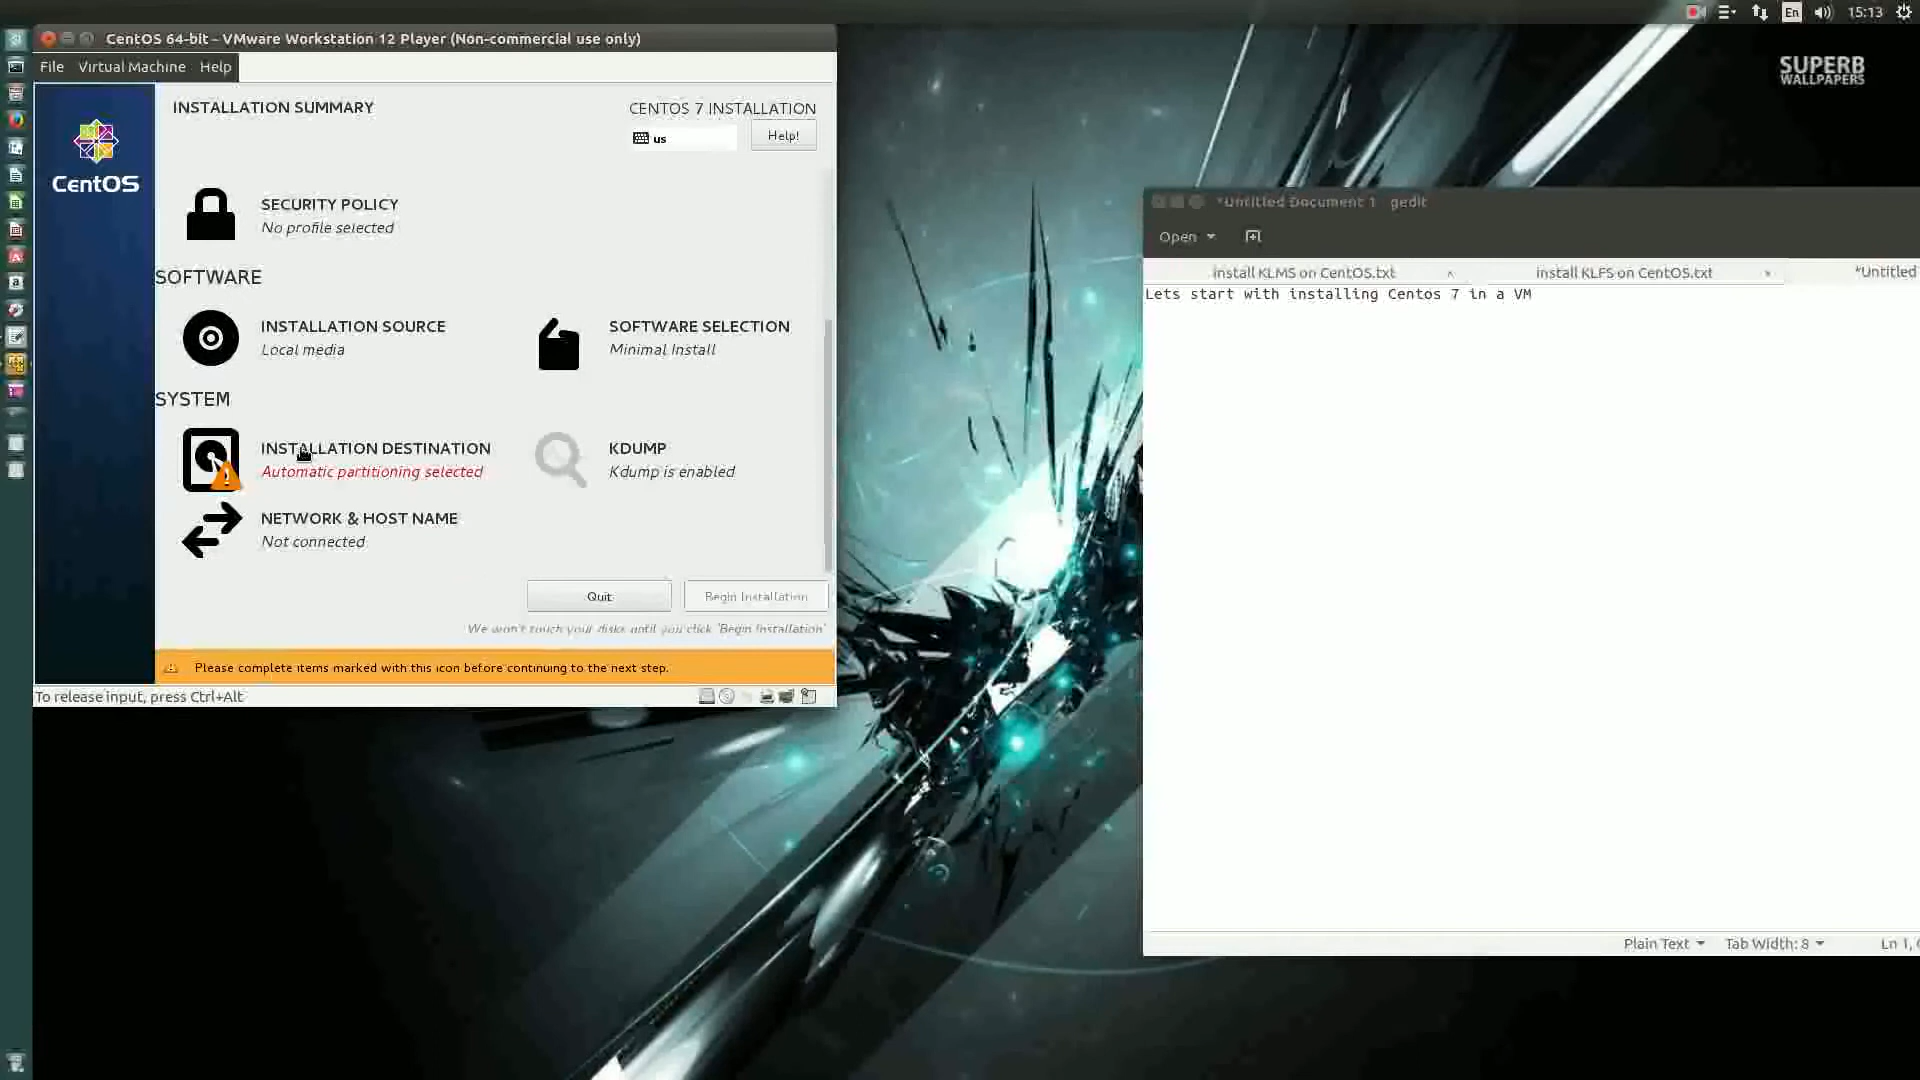 En
15:13
CentOS 64-bit - VMware Workstation 12 Player (Non-commercial use only)
File Virtual Machine Help
SUPERB
WALLPAPERS
INSTALLATION SUMMARY
CENTOS 7 INSTALLATION
us
Help!
CentOS
SECURITY POLICY
No profile selected
SOFTWARE
INSTALLATION SOURCE
Local media
SOFTWARE SELECTION
Minimal Install
SYSTEM
INSTALLATION DESTINATION
Automatic partitioning selected
KDUMP
Kdump is enabled
NETWORK & HOST NAME
Not connected
Quit
Begin Installation
We won't touch your disks until you click 'Begin Installation'
Please complete items marked with this icon before continuing to the next step.
To release input, press Ctrl+Alt
*Untitled Document 1 gedit
Open
install KLMS on CentOS.txt
install KLFS on CentOS.txt
*Untitled
Lets start with installing Centos 7 in a VM
Plain Text
Tab Width: 8
Ln 1,